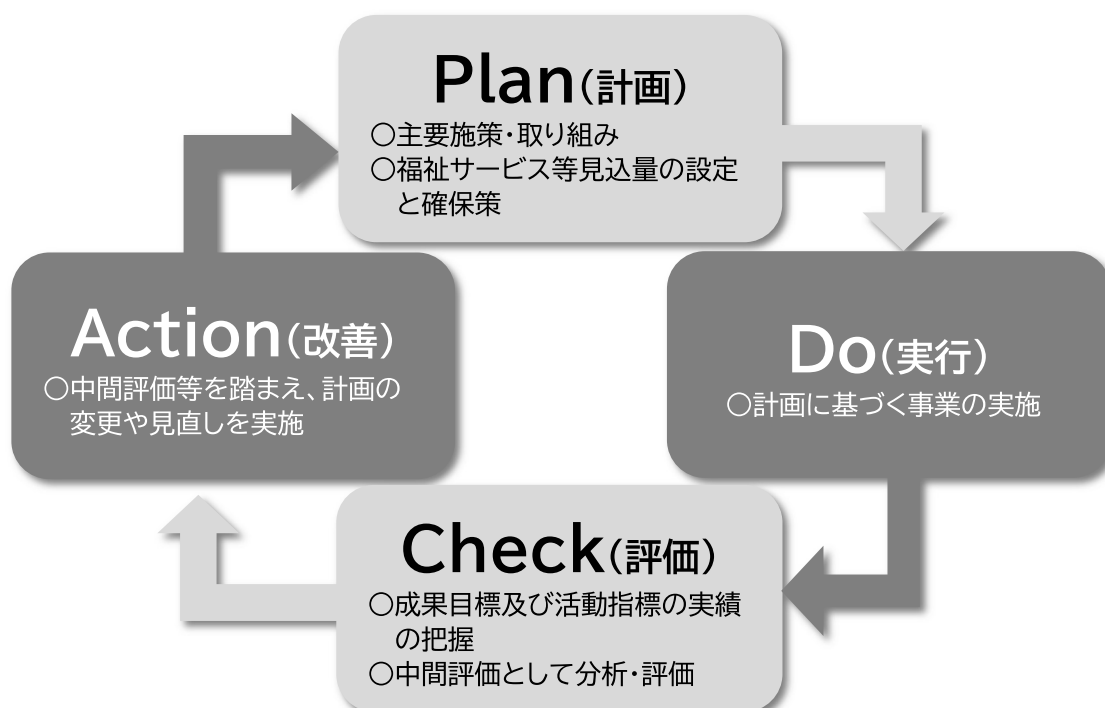 Plan(計画)
○主要施策・取り組み
○福祉サービス等見込量の設定
と確保策
Action(改善)
○中間評価等を踏まえ、計画の
変更や見直しを実施
Do(実行)
○計画に基づく事業の実施
Check(評価)
○成果目標及び活動指標の実績
の把握
○中間評価として分析・評価